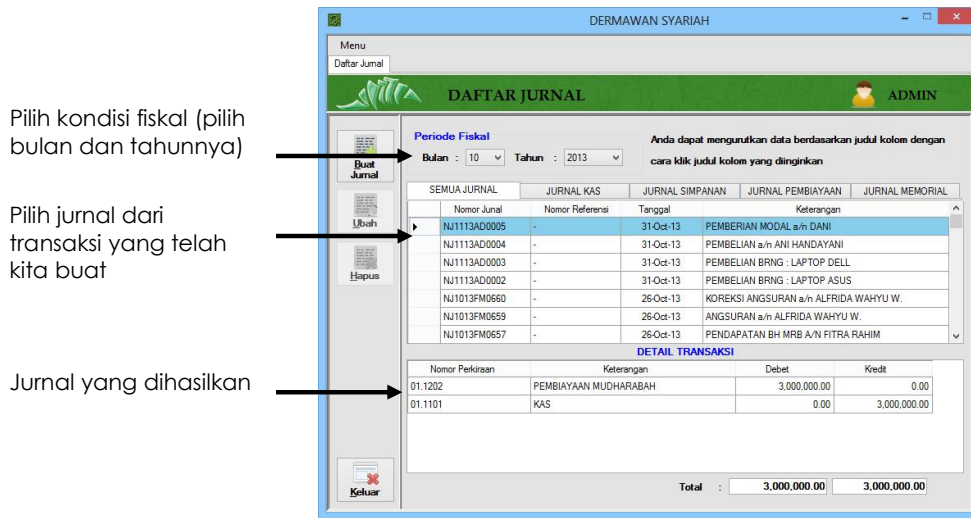 DERMAWAN SYARIAH
Menu
Daftar Jurnal
DAFTAR JURNAL
ADMIN
Pilih kondisi fiskal (pilih
bulan dan tahunnya)
Pilih jurnal dari
transaksi yang telah
kita buat
Jurnal yang dihasilkan
Buat
Jurnal
Ubah
Hapus
Keluar
Periode Fiskal
Bulan : 10 Tahun : 2013
Anda dapat mengurutkan data berdasarkan judul kolom dengan
cara klik judul kolom yang diinginkan
SEMUA JURNAL JURNAL KAS JURNAL SIMPANAN JURNAL PEMBIAYAAN JURNAL MEMORIAL
Nomor Junal Nomor Referensi Tanggal Keterangan
NJ1113AD0005 - 31-Oct-13 PEMBERIAN MODAL a/n DANI
NJ1113AD0004 - 31-Oct-13 PEMBELIAN a/n ANI HANDAYANI
NJ1113AD0003 - 31-Oct-13 PEMBELIAN BRNG : LAPTOP DELL
NJ1113AD0002 - 31-Oct-13 PEMBELIAN BRNG : LAPTOP ASUS
NJ1013FM0660 - 26-Oct-13 KOREKSI ANGSURAN a/n ALFRIDA WAHYU W.
NJ1013FM0659 - 26-Oct-13 ANGSURAN a/n ALFRIDA WAHYU W.
NJ1013FM0657 - 26-Oct-13 PENDAPATAN BH MRB A/N FITRA RAHIM
DETAIL TRANSAKSI
Nomor Perkiraan Keterangan Debet Kredit
01.1202 PEMBIAYAAN MUDHARABAH 3,000,000.00 0.00
01.1101 KAS 0.00 3,000,000.00
Total : 3,000,000.00 3,000,000.00